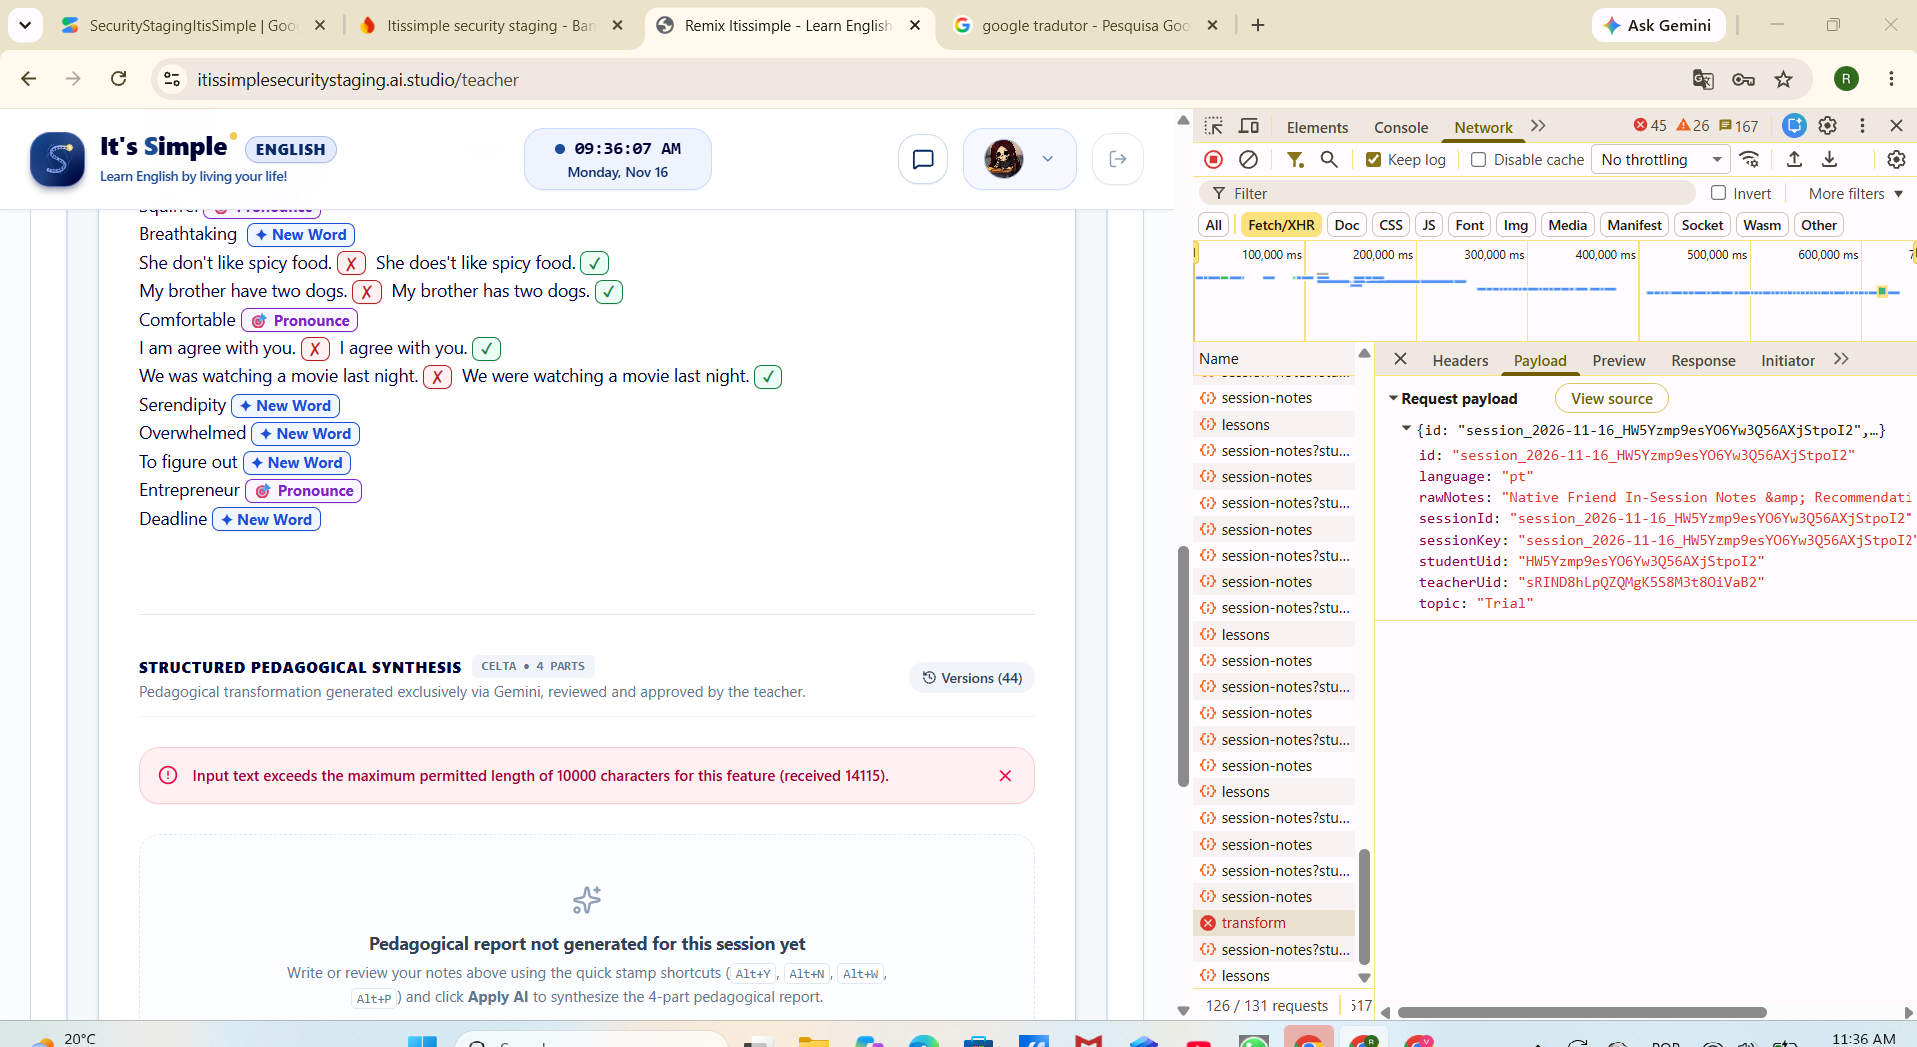 SecurityStagingItisSimple | Goo
Itissimple security staging - Ban
Remix Itissimple - Learn English
google tradutor - Pesquisa Goo
Ask Gemini
itissimplesecuritystaging.ai.studio/teacher
R
It's Simple
ENGLISH
Learn English by living your life!
09:36:07 AM
Monday, Nov 16
Squirrel Pronounce
Breathtaking ✦ New Word
She don't like spicy food. ✗ She does't like spicy food. ✓
My brother have two dogs. ✗ My brother has two dogs. ✓
Comfortable 🎯 Pronounce
I am agree with you. ✗ I agree with you. ✓
We was watching a movie last night. ✗ We were watching a movie last night. ✓
Serendipity ✦ New Word
Overwhelmed ✦ New Word
To figure out ✦ New Word
Entrepreneur 🎯 Pronounce
Deadline ✦ New Word
STRUCTURED PEDAGOGICAL SYNTHESIS
CELTA • 4 PARTS
Pedagogical transformation generated exclusively via Gemini, reviewed and approved by the teacher.
Versions (44)
Input text exceeds the maximum permitted length of 10000 characters for this feature (received 14115).
Pedagogical report not generated for this session yet
Write or review your notes above using the quick stamp shortcuts (Alt+Y, Alt+N, Alt+W,
Alt+P) and click Apply AI to synthesize the 4-part pedagogical report.
Elements Console Network 45 26 167
Keep log Disable cache No throttling
Filter Invert More filters
All Fetch/XHR Doc CSS JS Font Img Media Manifest Socket Wasm Other
100,000 ms 200,000 ms 300,000 ms 400,000 ms 500,000 ms 600,000 ms 7
Name
session-notes?stu...
session-notes
lessons
session-notes?stu...
session-notes
session-notes?stu...
session-notes
session-notes?stu...
session-notes
session-notes?stu...
lessons
session-notes
session-notes?stu...
session-notes
session-notes?stu...
session-notes
lessons
session-notes?stu...
session-notes
session-notes?stu...
session-notes
transform
session-notes?stu...
lessons
126 / 131 requests 517
Headers Payload Preview Response Initiator
Request payload View source
{id: "session_2026-11-16_HW5Yzmp9esYO6Yw3Q56AXjStpoI2",…}
id: "session_2026-11-16_HW5Yzmp9esYO6Yw3Q56AXjStpoI2"
language: "pt"
rawNotes: "Native Friend In-Session Notes &amp; Recommendati
sessionId: "session_2026-11-16_HW5Yzmp9esYO6Yw3Q56AXjStpoI2"
sessionKey: "session_2026-11-16_HW5Yzmp9esYO6Yw3Q56AXjStpoI2"
studentUid: "HW5Yzmp9esYO6Yw3Q56AXjStpoI2"
teacherUid: "sRIND8hLpQZQMgK5S8M3t8OiVaB2"
topic: "Trial"
20°C
11:36 AM